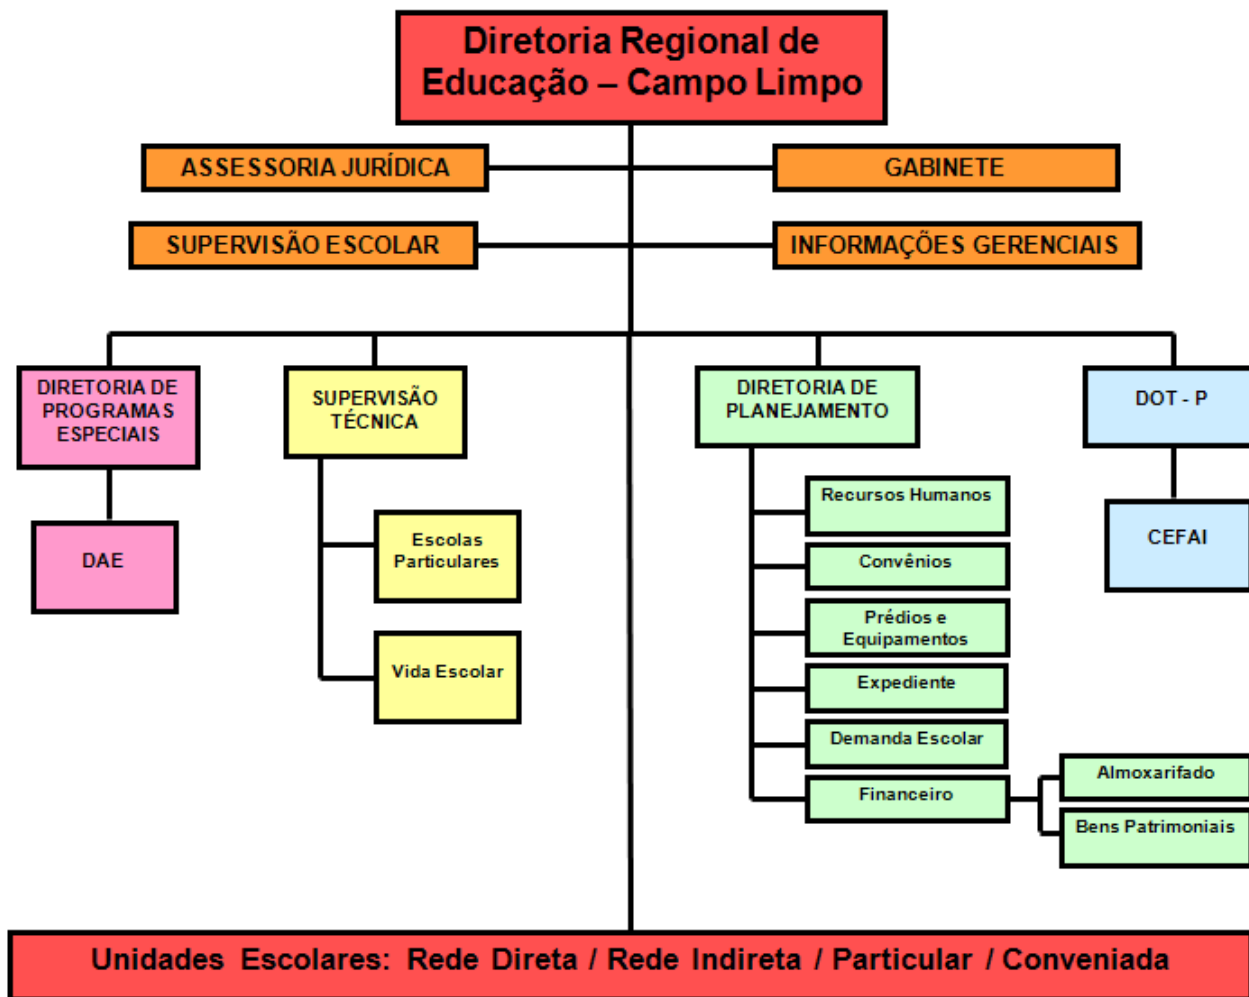 Diretoria Regional de
Educação – Campo Limpo
ASSESSORIA JURÍDICA
GABINETE
SUPERVISÃO ESCOLAR
INFORMAÇÕES GERENCIAIS
DIRETORIA DE
PROGRAMAS
ESPECIAIS
SUPERVISÃO
TÉCNICA
DIRETORIA DE
PLANEJAMENTO
DOT - P
DAE
Escolas
Particulares
Vida Escolar
Recursos Humanos
Convênios
Prédios e
Equipamentos
Expediente
Demanda Escolar
Financeiro
CEFAI
Almoxarifado
Bens Patrimoniais
Unidades Escolares: Rede Direta / Rede Indireta / Particular / Conveniada